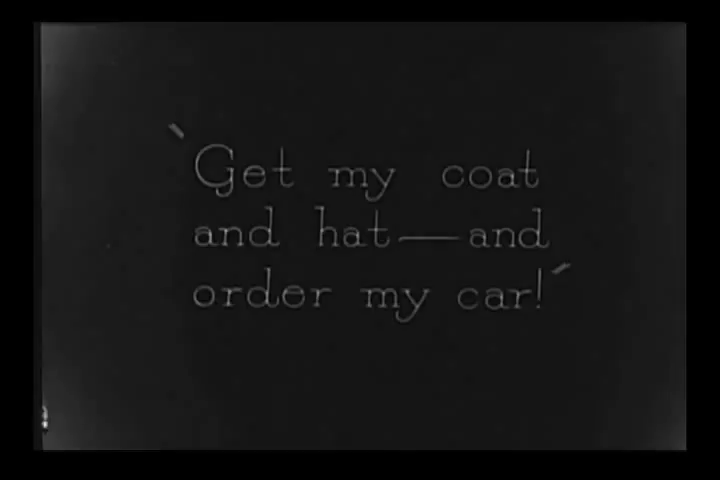 "Get my coat
and hat — and
order my car!"